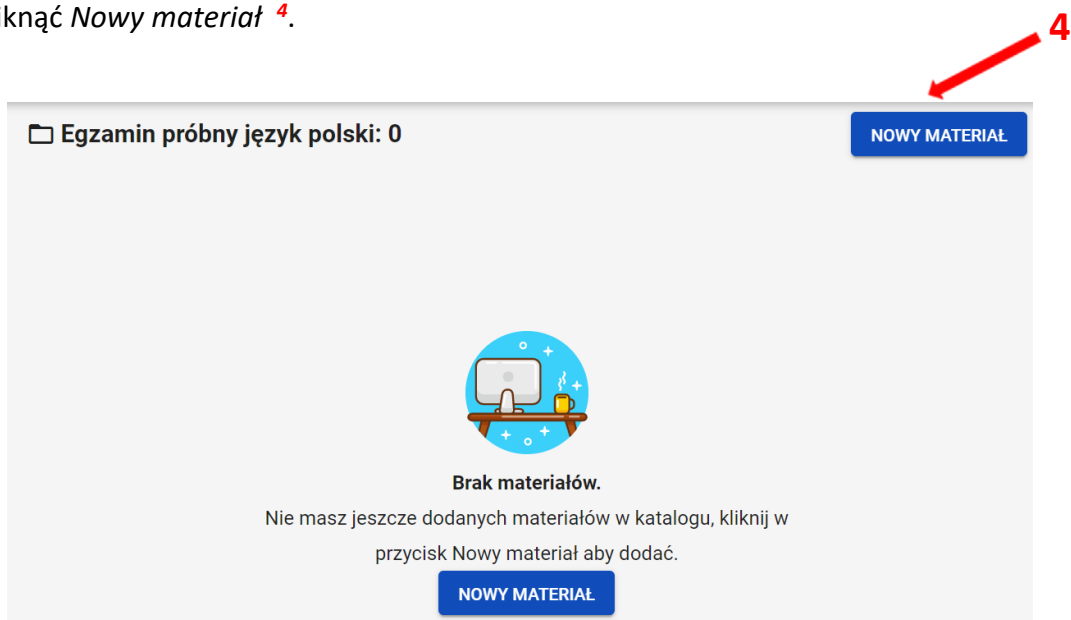 iknąć Nowy materiał 4.
4
Egzamin próbny język polski: 0
NOWY MATERIAŁ
Brak materiałów.
Nie masz jeszcze dodanych materiałów w katalogu, kliknij w
przycisk Nowy materiał aby dodać.
NOWY MATERIAŁ